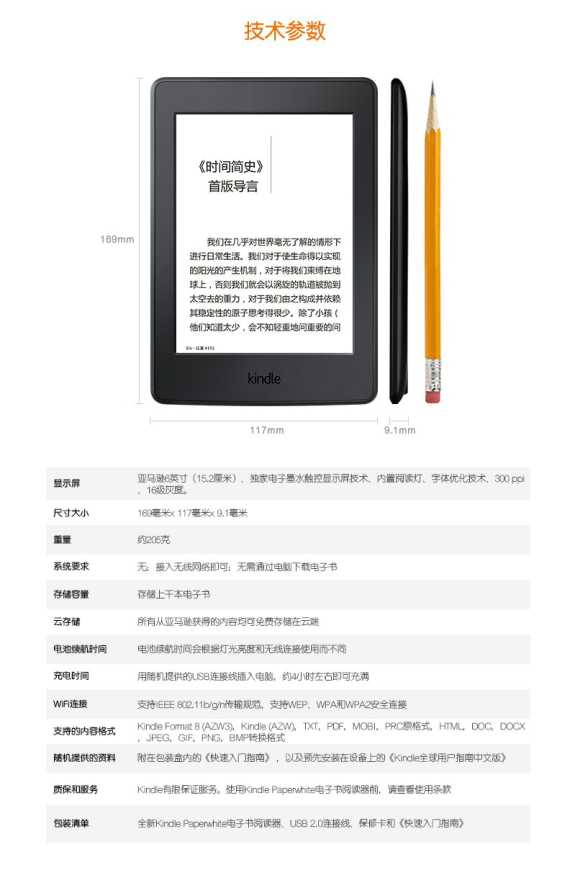 技术参数
《时间简史》
首版导言
我们在几乎对世界毫无了解的情形下
进行日常生活。我们对于使生命得以实现
的阳光的产生机制，对于将我们束缚在地
球上，否则我们就会以涡旋的轨道被抛到
太空去的重力，对于我们由之构成并依赖
其稳定性的原子思考得很少。除了小孩（
他们知道太少，会不知轻重地问重要的问
kindle
169mm
117mm
9.1mm
显示屏 亚马逊6英寸（15.2厘米）、独家电子墨水触控显示屏技术、内置阅读灯、字体优化技术、300 ppi
、16级灰度。
尺寸大小 169毫米x 117毫米x 9.1毫米
重量 约205克
系统要求 无；接入无线网络即可；无需通过电脑下载电子书
存储容量 存储上千本电子书
云存储 所有从亚马逊获得的内容均可免费存储在云端
电池续航时间 电池续航时间会根据灯光亮度和无线连接使用而不同
充电时间 用随机提供的USB连接线插入电脑，约4小时左右即可充满
WiFi连接 支持IEEE 802.11b/g/n传输规范，支持WEP、WPA和WPA2安全连接
支持的内容格式 Kindle Format 8 (AZW3)、Kindle (AZW)、TXT、PDF、MOBI、PRC原格式，HTML、DOC、DOCX
、JPEG、GIF、PNG、BMP转换格式
随机提供的资料 附在包装盒内的《快速入门指南》，以及预先安装在设备上的《Kindle全球用户指南中文版》
质保和服务 Kindle有限保证服务。使用Kindle Paperwhite电子书阅读器前，请查看使用条款
包装清单 全新Kindle Paperwhite电子书阅读器、USB 2.0连接线、保修卡和《快速入门指南》